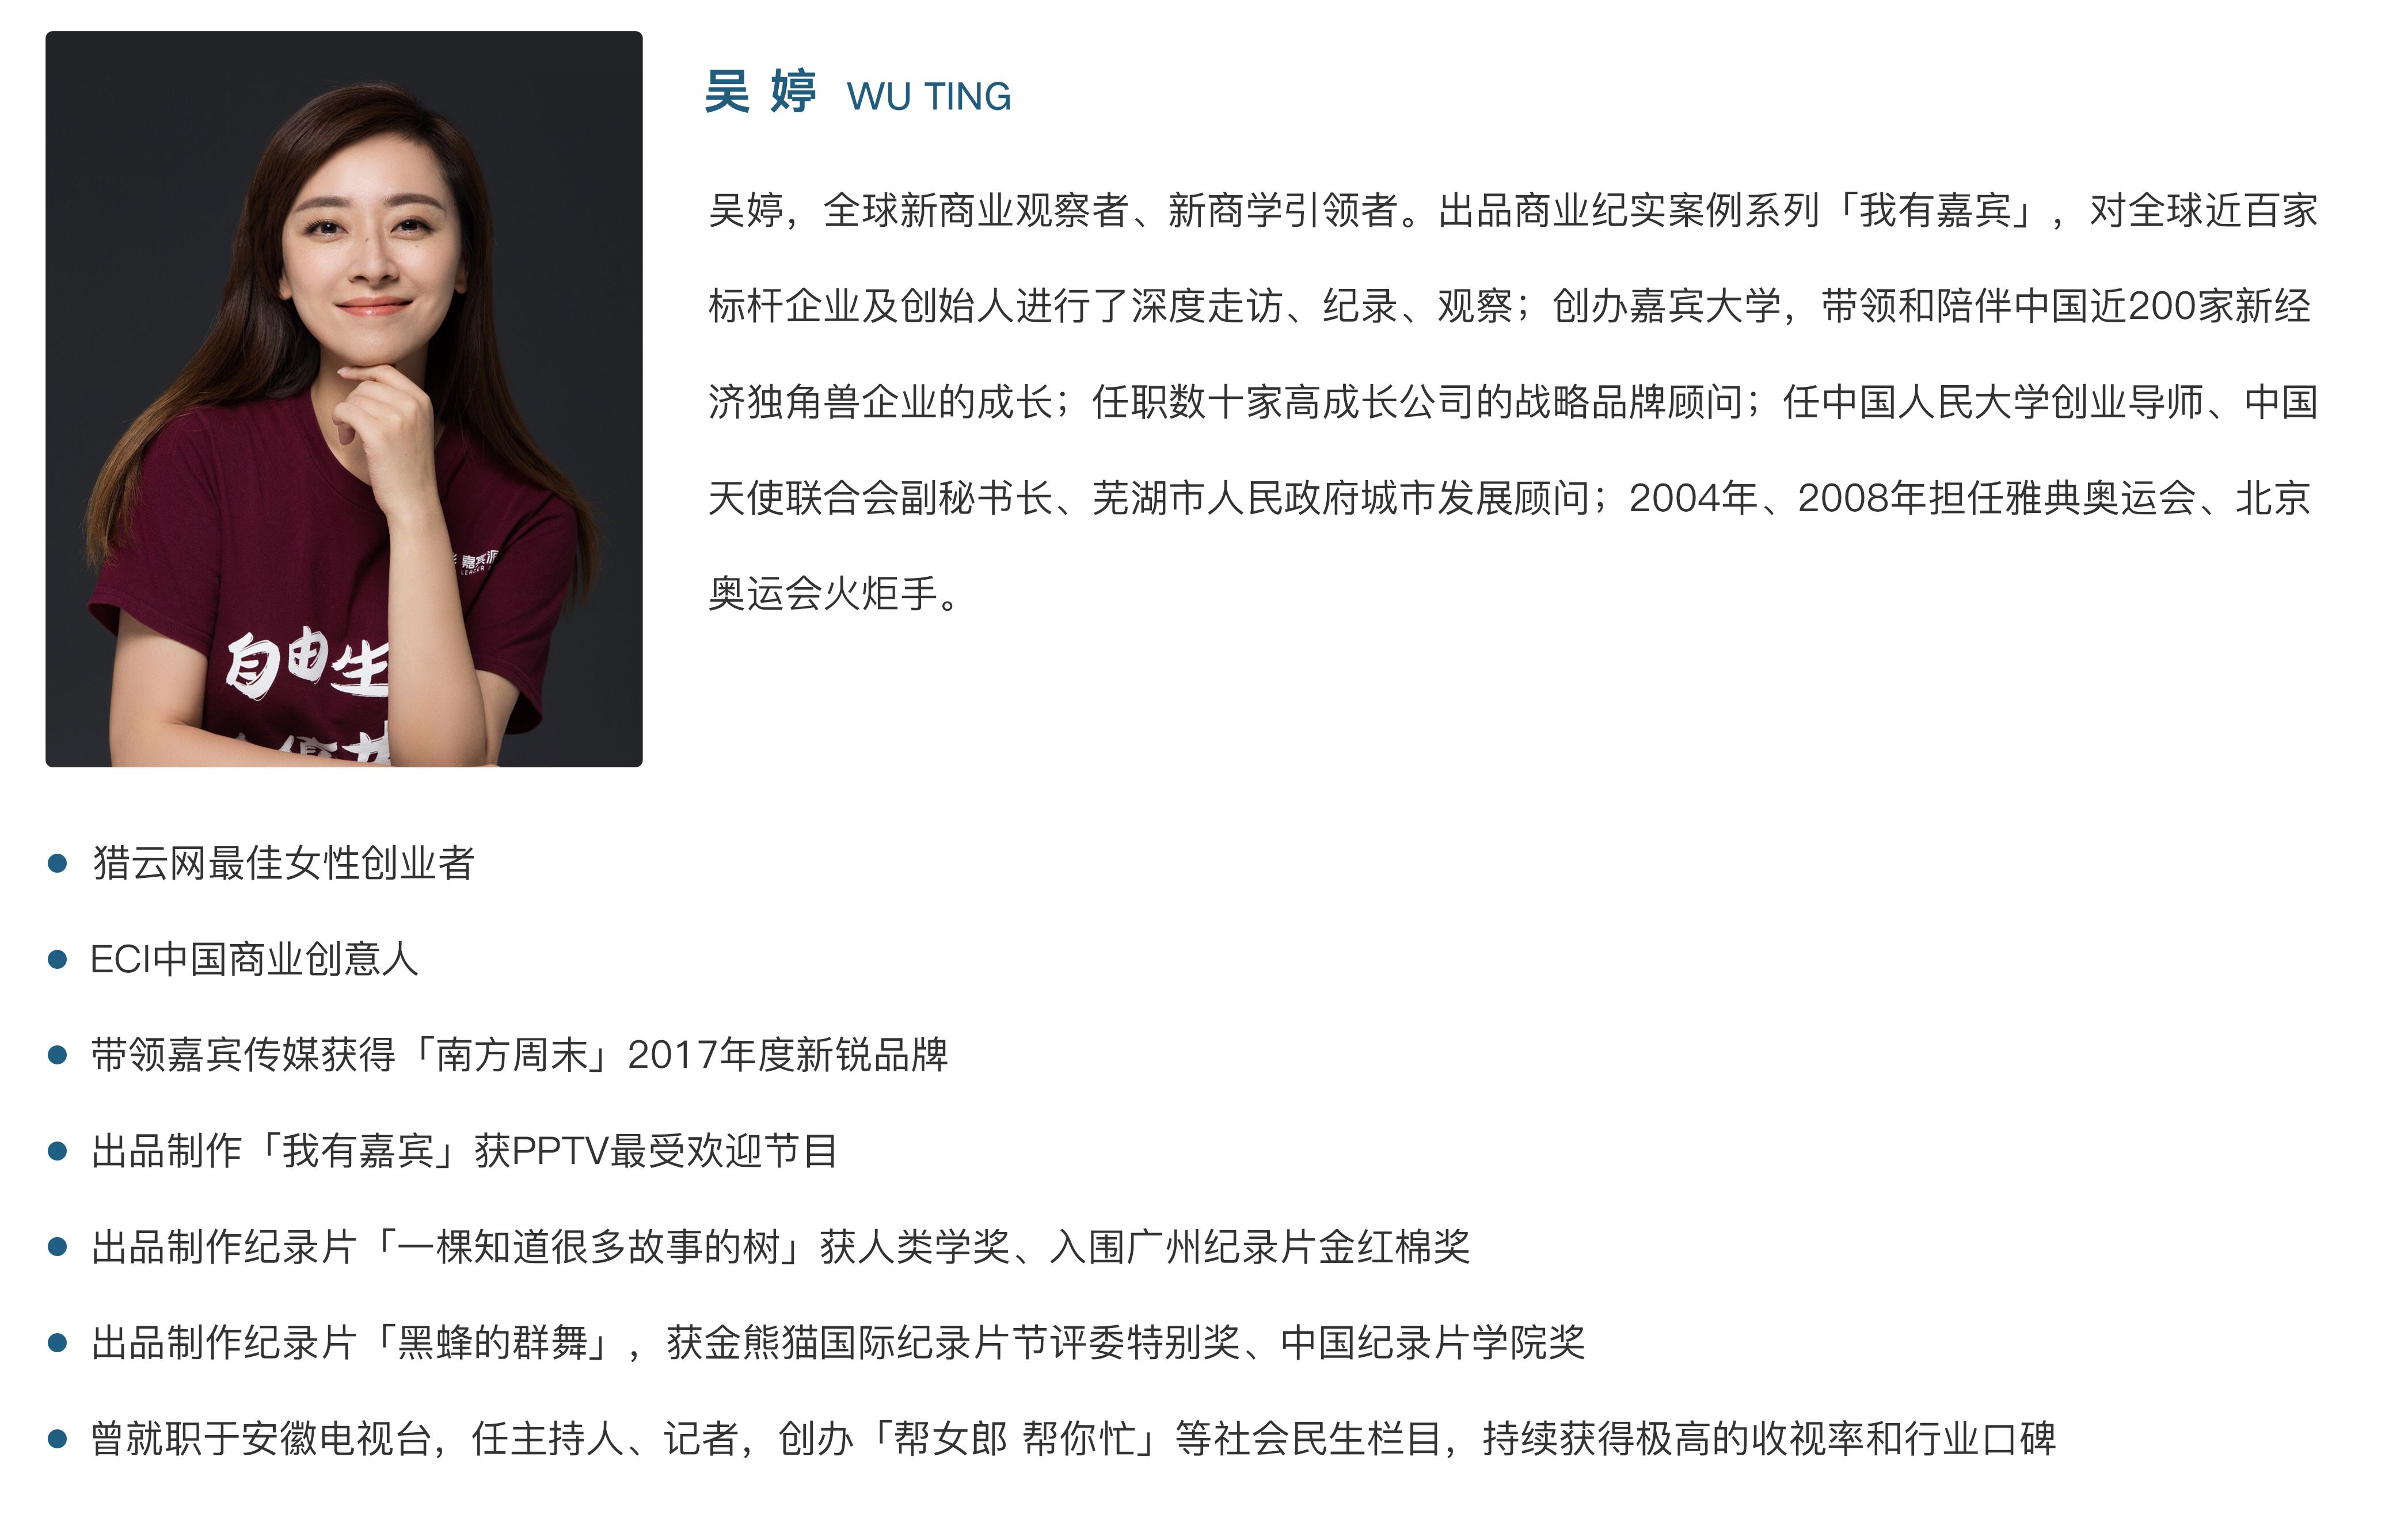 吴 婷 WU TING
吴婷，全球新商业观察者、新商学引领者。出品商业纪实案例系列「我有嘉宾」，对全球近百家
标杆企业及创始人进行了深度走访、纪录、观察；创办嘉宾大学，带领和陪伴中国近200家新经
济独角兽企业的成长；任职数十家高成长公司的战略品牌顾问；任中国人民大学创业导师、中国
天使联合会副秘书长、芜湖市人民政府城市发展顾问；2004年、2008年担任雅典奥运会、北京
奥运会火炬手。
嘉宾派
自由生
猎云网最佳女性创业者
ECI中国商业创意人
带领嘉宾传媒获得「南方周末」2017年度新锐品牌
出品制作「我有嘉宾」获PPTV最受欢迎节目
出品制作纪录片「一棵知道很多故事的树」获人类学奖、入围广州纪录片金红棉奖
出品制作纪录片「黑蜂的群舞」，获金熊猫国际纪录片节评委特别奖、中国纪录片学院奖
曾就职于安徽电视台，任主持人、记者，创办「帮女郎 帮你忙」等社会民生栏目，持续获得极高的收视率和行业口碑